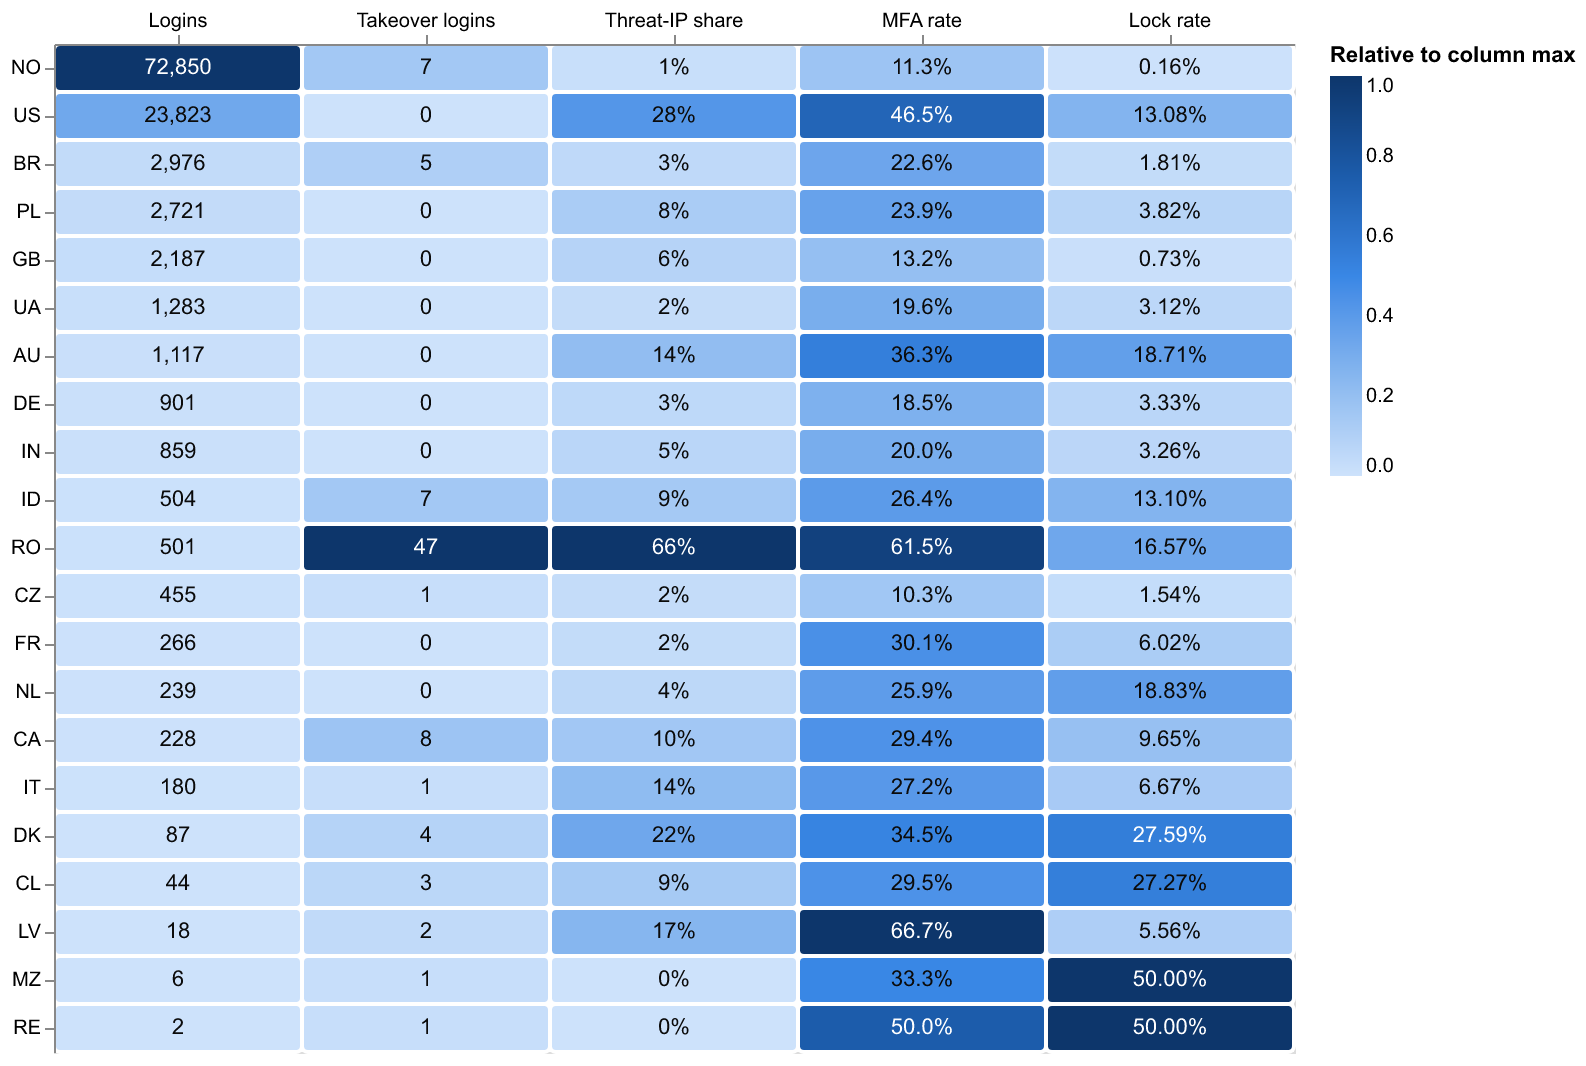 Logins Takeover logins Threat-IP share MFA rate Lock rate
Relative to column max
1.0
0.8
0.6
0.4
0.2
0.0
NO 72,850 7 1% 11.3% 0.16%
US 23,823 0 28% 46.5% 13.08%
BR 2,976 5 3% 22.6% 1.81%
PL 2,721 0 8% 23.9% 3.82%
GB 2,187 0 6% 13.2% 0.73%
UA 1,283 0 2% 19.6% 3.12%
AU 1,117 0 14% 36.3% 18.71%
DE 901 0 3% 18.5% 3.33%
IN 859 0 5% 20.0% 3.26%
ID 504 7 9% 26.4% 13.10%
RO 501 47 66% 61.5% 16.57%
CZ 455 1 2% 10.3% 1.54%
FR 266 0 2% 30.1% 6.02%
NL 239 0 4% 25.9% 18.83%
CA 228 8 10% 29.4% 9.65%
IT 180 1 14% 27.2% 6.67%
DK 87 4 22% 34.5% 27.59%
CL 44 3 9% 29.5% 27.27%
LV 18 2 17% 66.7% 5.56%
MZ 6 1 0% 33.3% 50.00%
RE 2 1 0% 50.0% 50.00%